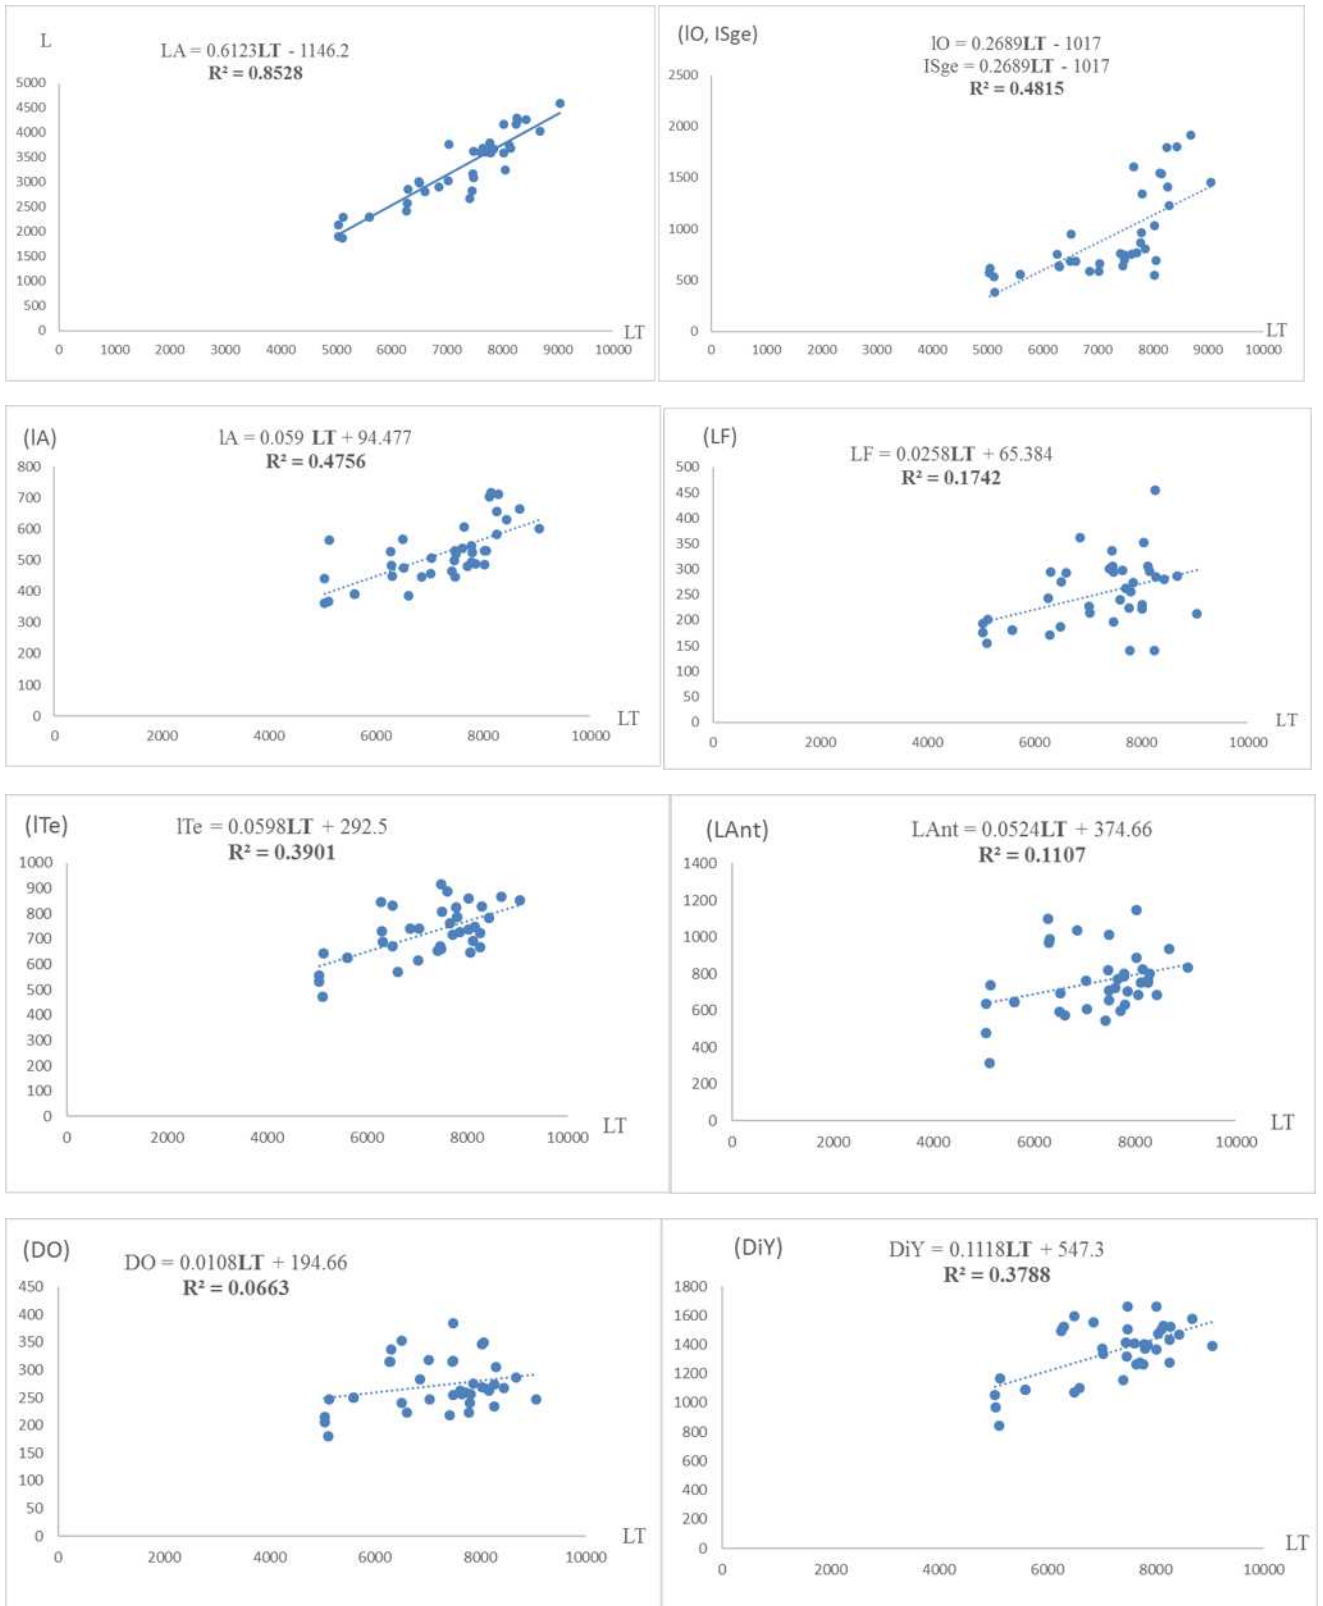 L
LA = 0.6123LT - 1146.2
R² = 0.8528
5000
4500
4000
3500
3000
2500
2000
1500
1000
500
0
LT
0 1000 2000 3000 4000 5000 6000 7000 8000 9000 10000
(lO, ISge)
lO = 0.2689LT - 1017
ISge = 0.2689LT - 1017
R² = 0.4815
2500
2000
1500
1000
500
0
LT
0 1000 2000 3000 4000 5000 6000 7000 8000 9000 10000
(lA)
lA = 0.059 LT + 94.477
R² = 0.4756
800
700
600
500
400
300
200
100
0
LT
0 2000 4000 6000 8000 10000
(LF)
LF = 0.0258LT + 65.384
R² = 0.1742
500
450
400
350
300
250
200
150
100
50
0
LT
0 2000 4000 6000 8000 10000
(lTe)
lTe = 0.0598LT + 292.5
R² = 0.3901
1000
900
800
700
600
500
400
300
200
100
0
LT
0 2000 4000 6000 8000 10000
(LAnt)
LAnt = 0.0524LT + 374.66
R² = 0.1107
1400
1200
1000
800
600
400
200
0
LT
0 2000 4000 6000 8000 10000
(DO)
DO = 0.0108LT + 194.66
R² = 0.0663
450
400
350
300
250
200
150
100
50
0
LT
0 2000 4000 6000 8000 10000
(DiY)
DiY = 0.1118LT + 547.3
R² = 0.3788
1800
1600
1400
1200
1000
800
600
400
200
0
LT
0 2000 4000 6000 8000 10000